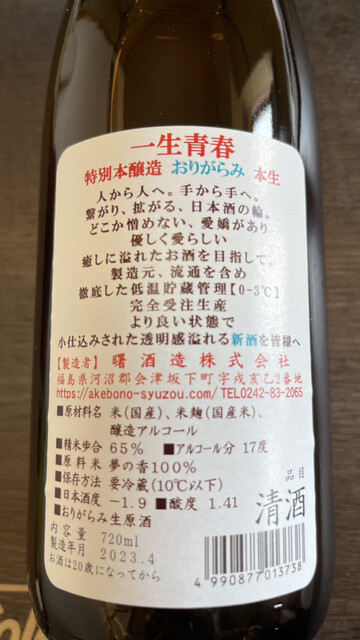 一生青春
特別本醸造 おりがらみ 本生
人から人へ。手から手へ。
繋がり、拡がる、日本酒の輪。
どこか憎めない、愛嬌があり
優しく愛らしい
癒しに溢れたお酒を目指して。
製造元、流通を含め
徹底した低温貯蔵管理【0-3℃】
完全受注生産
より良い状態で
小仕込みされた透明感溢れる新酒を皆様へ
【製造者】曙酒造株式会社
福島県河沼郡会津坂下町字戌亥乙2番地
https://akebono-syuzou.com/TEL0242-83-2065
■原材料名 米(国産)、米麹(国産米)、
醸造アルコール
■精米歩合 65% ■アルコール分 17度
■原料米 夢の香100%
■保存方法 要冷蔵(10℃以下)
■日本酒度 -1.9 ■酸度 1.41
■おりがらみ生原酒
品目
清酒
内容量 720ml
製造年月 2023.4
お酒は20歳になってから
4990877013738